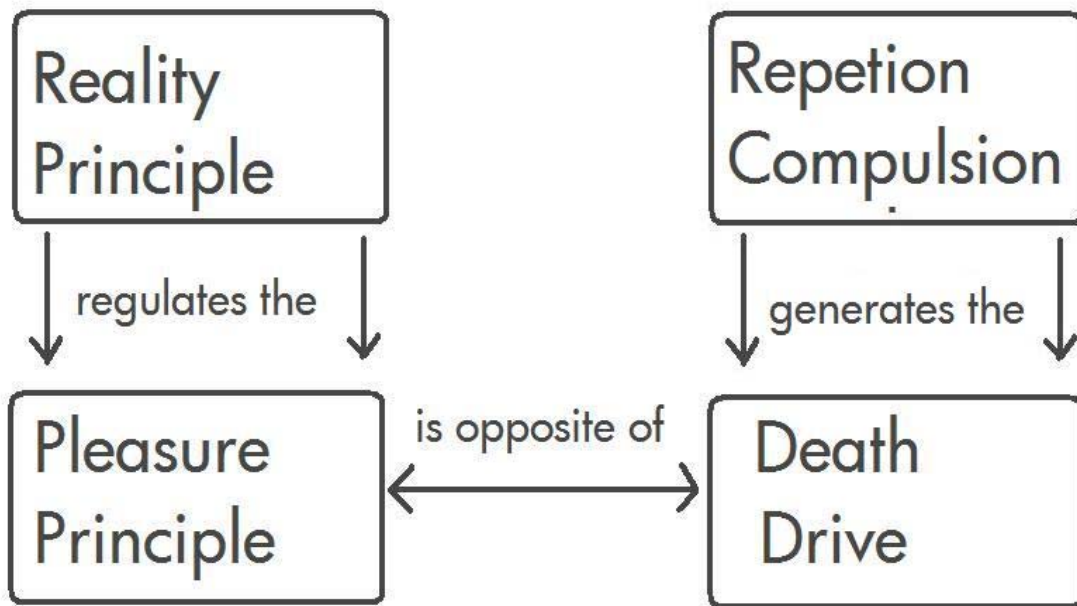 Reality
Principle
Repetion
Compulsion
regulates the
generates the
Pleasure
Principle
is opposite of
Death
Drive